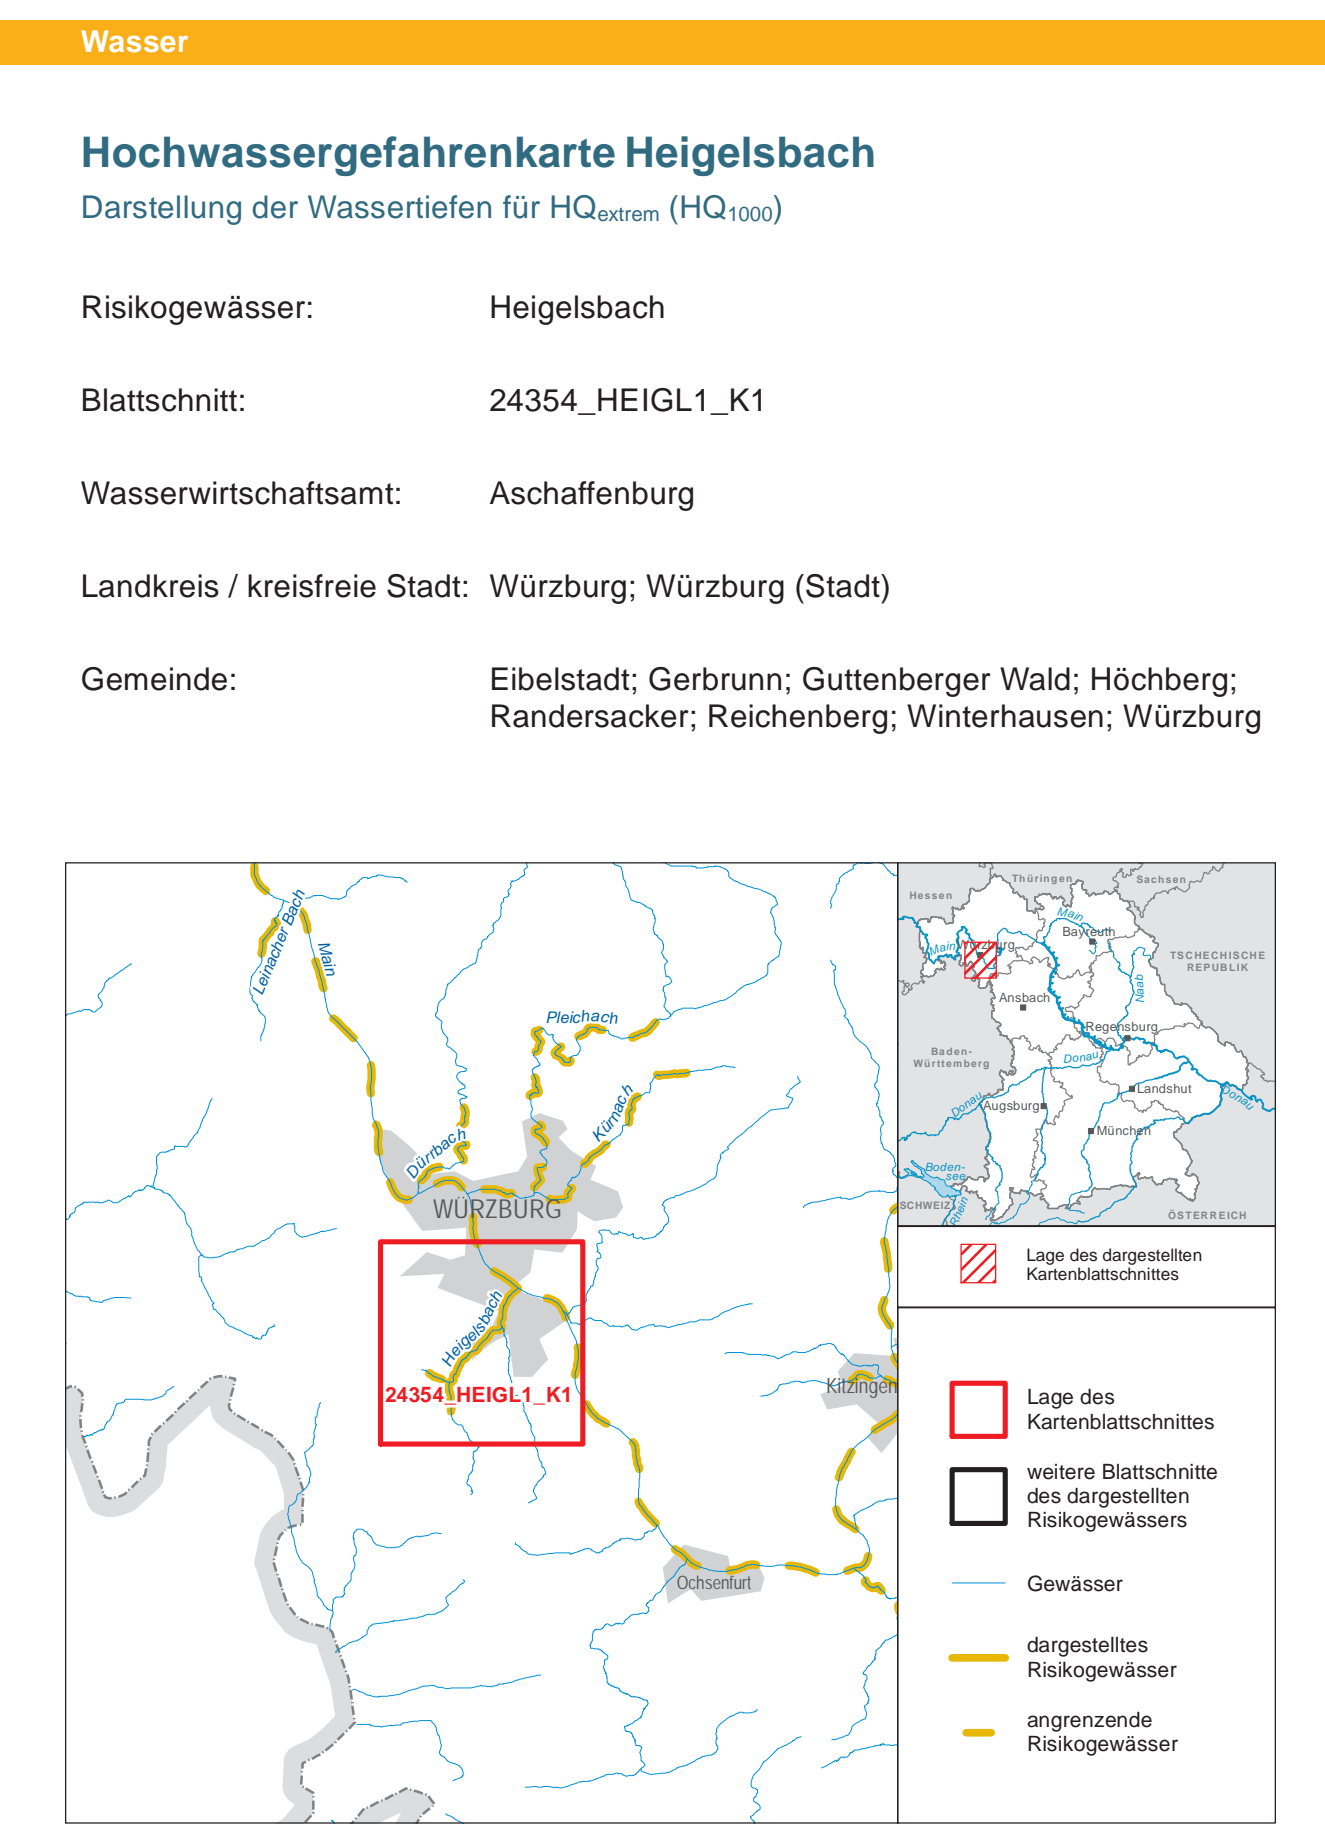 Wasser
Hochwassergefahrenkarte Heigelsbach
Darstellung der Wassertiefen für HQextrem (HQ1000)
Risikogewässer: Heigelsbach
Blattschnitt: 24354_HEIGL1_K1
Wasserwirtschaftsamt: Aschaffenburg
Landkreis / kreisfreie Stadt: Würzburg; Würzburg (Stadt)
Gemeinde: Eibelstadt; Gerbrunn; Guttenberger Wald; Höchberg;
Randersacker; Reichenberg; Winterhausen; Würzburg
Leinacher Bach
Main
Pleichach
Kürnach
Dürrbach
WÜRZBURG
Heigelsbach
24354_HEIGL1_K1
Kitzingen
Ochsenfurt
Thüringen
Sachsen
Hessen
Main
Bayreuth
Main
Würzburg
TSCHECHISCHE
REPUBLIK
Naab
Ansbach
Regensburg
Baden-
Württemberg
Donau
Landshut
Donau
Donau
Augsburg
München
Boden-
see
SCHWEIZ
Rhein
ÖSTERREICH
Lage des dargestellten
Kartenblattschnittes
Lage des
Kartenblattschnittes
weitere Blattschnitte
des dargestellten
Risikogewässers
Gewässer
dargestelltes
Risikogewässer
angrenzende
Risikogewässer